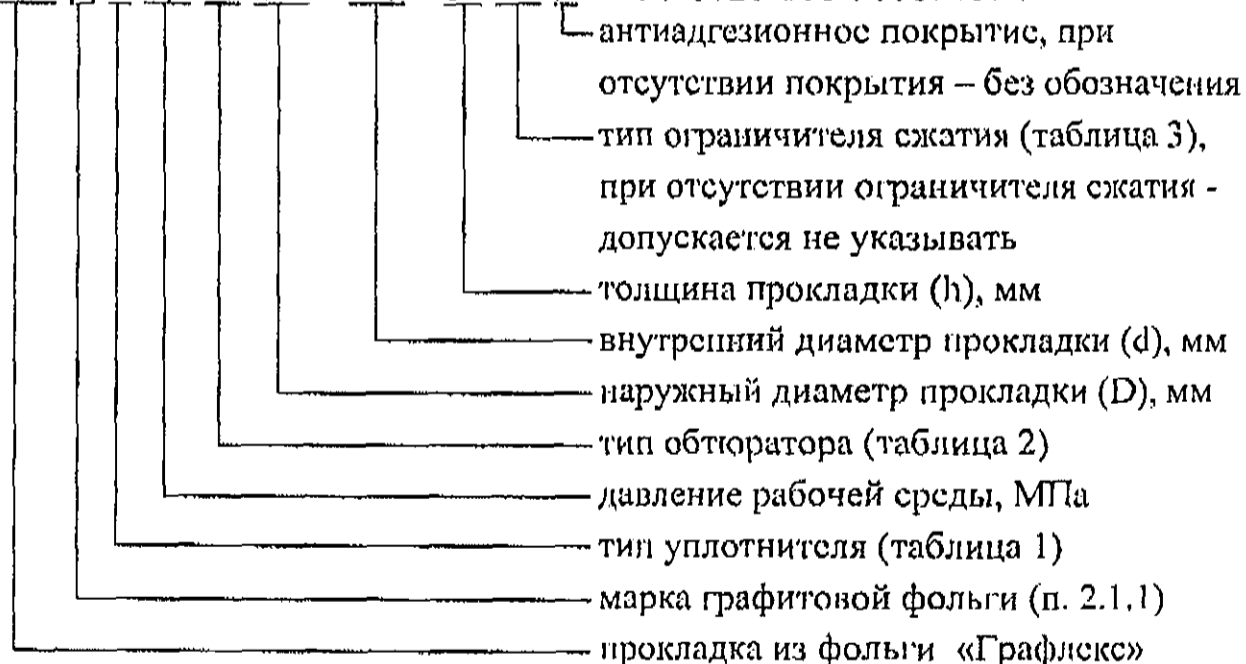 антиадгезионное покрытие, при
отсутствии покрытия – без обозначения
тип ограничителя сжатия (таблица 3),
при отсутствии ограничителя сжатия -
допускается не указывать
толщина прокладки (h), мм
внутренний диаметр прокладки (d), мм
наружный диаметр прокладки (D), мм
тип обтюратора (таблица 2)
давление рабочей среды, МПа
тип уплотнителя (таблица 1)
марка графитовой фольги (п. 2.1.1)
прокладка из фольги «Графлекс»